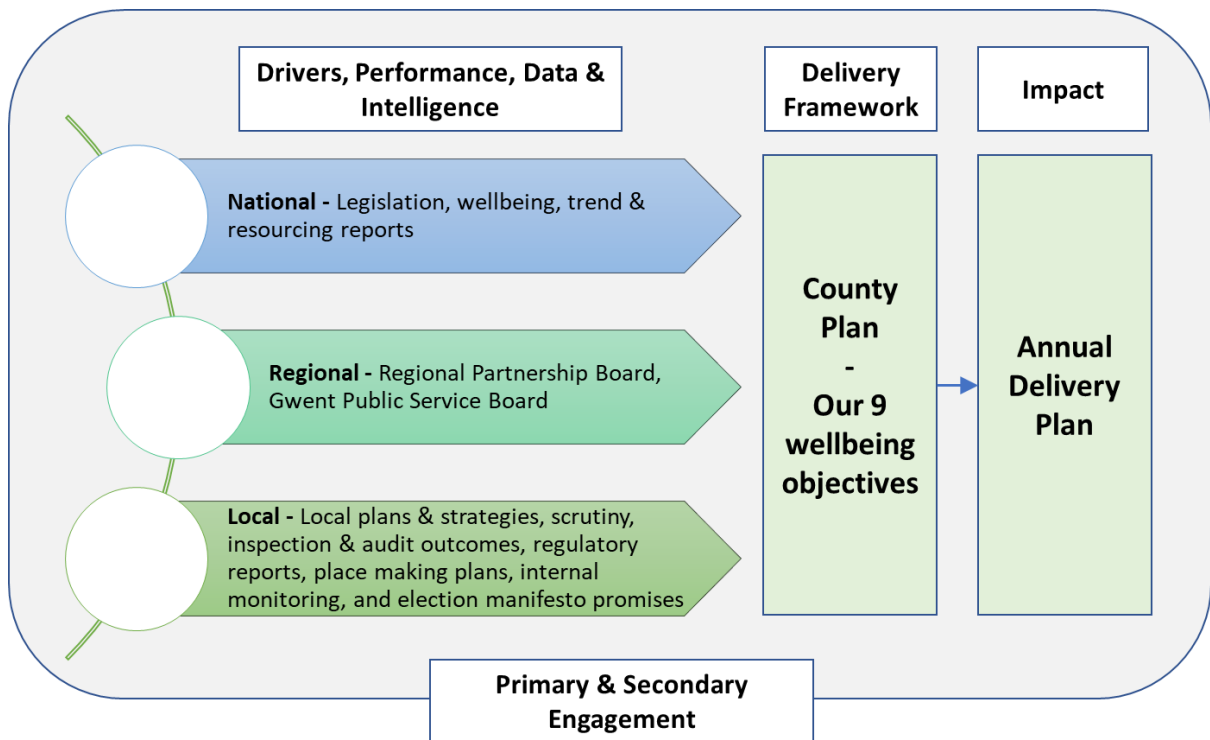 Drivers, Performance, Data &
Intelligence
Delivery
Framework
Impact
National - Legislation, wellbeing, trend &
resourcing reports
Regional - Regional Partnership Board,
Gwent Public Service Board
Local - Local plans & strategies, scrutiny,
inspection & audit outcomes, regulatory
reports, place making plans, internal
monitoring, and election manifesto promises
County
Plan
-
Our 9
wellbeing
objectives
Annual
Delivery
Plan
Primary & Secondary
Engagement